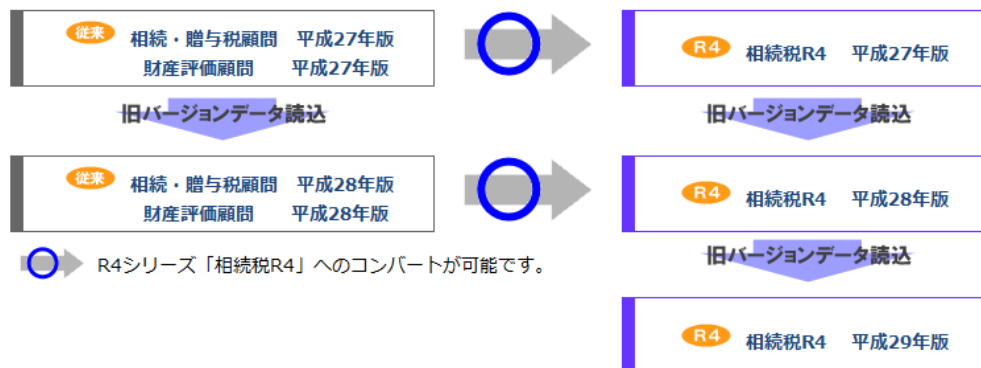 従来 相続・贈与税顧問 平成27年版
財産評価顧問 平成27年版
R4 相続税R4 平成27年版
旧バージョンデータ読込
旧バージョンデータ読込
従来 相続・贈与税顧問 平成28年版
財産評価顧問 平成28年版
R4 相続税R4 平成28年版
R4シリーズ「相続税R4」へのコンバートが可能です。
旧バージョンデータ読込
R4 相続税R4 平成29年版